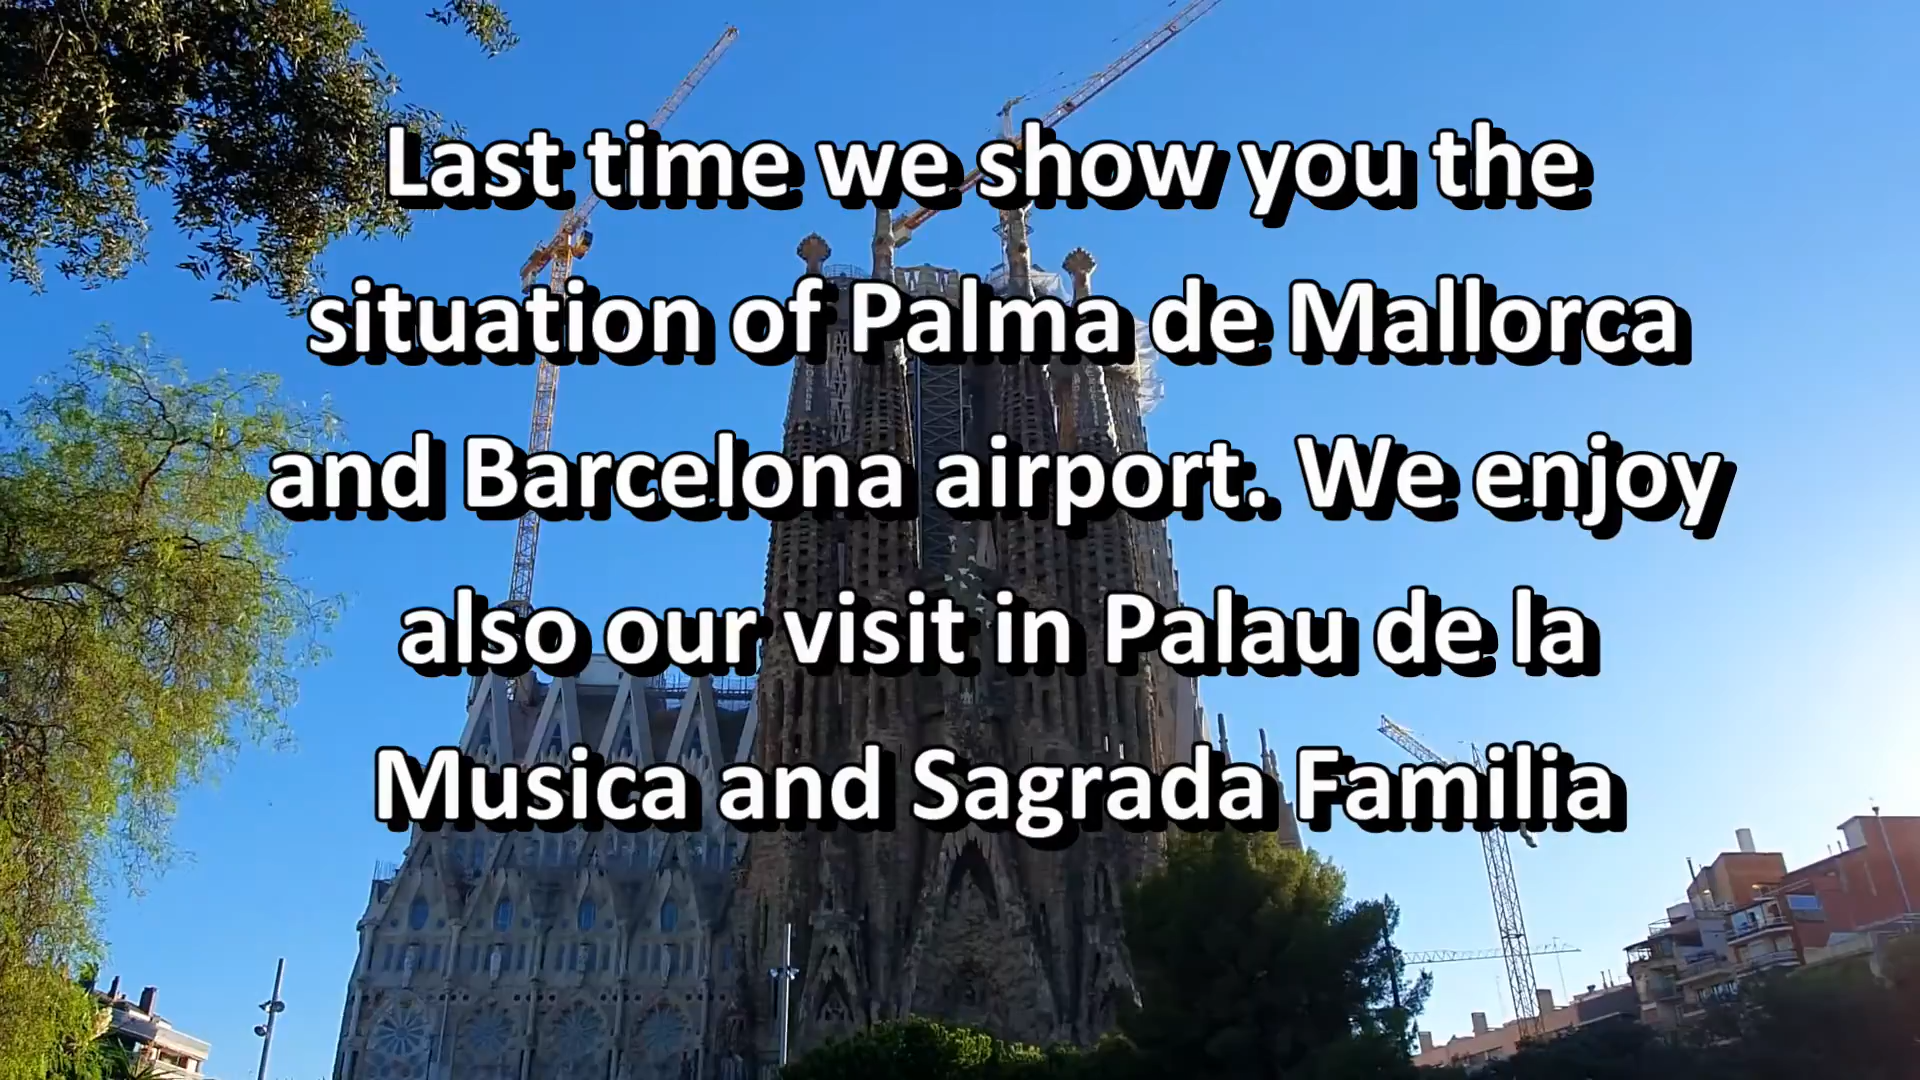 Last time we show you the
situation of Palma de Mallorca
and Barcelona airport. We enjoy
also our visit in Palau de la
Musica and Sagrada Familia